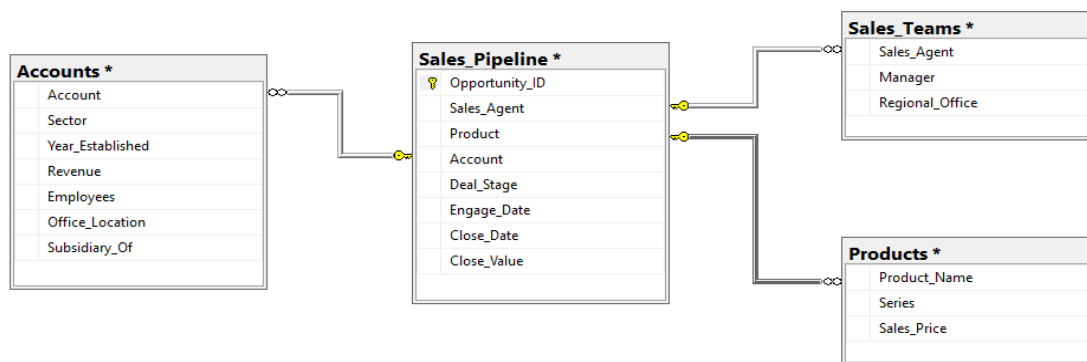 Accounts *
Account
Sector
Year_Established
Revenue
Employees
Office_Location
Subsidiary_Of
Sales_Pipeline *
Opportunity_ID
Sales_Agent
Product
Account
Deal_Stage
Engage_Date
Close_Date
Close_Value
Sales_Teams *
Sales_Agent
Manager
Regional_Office
Products *
Product_Name
Series
Sales_Price